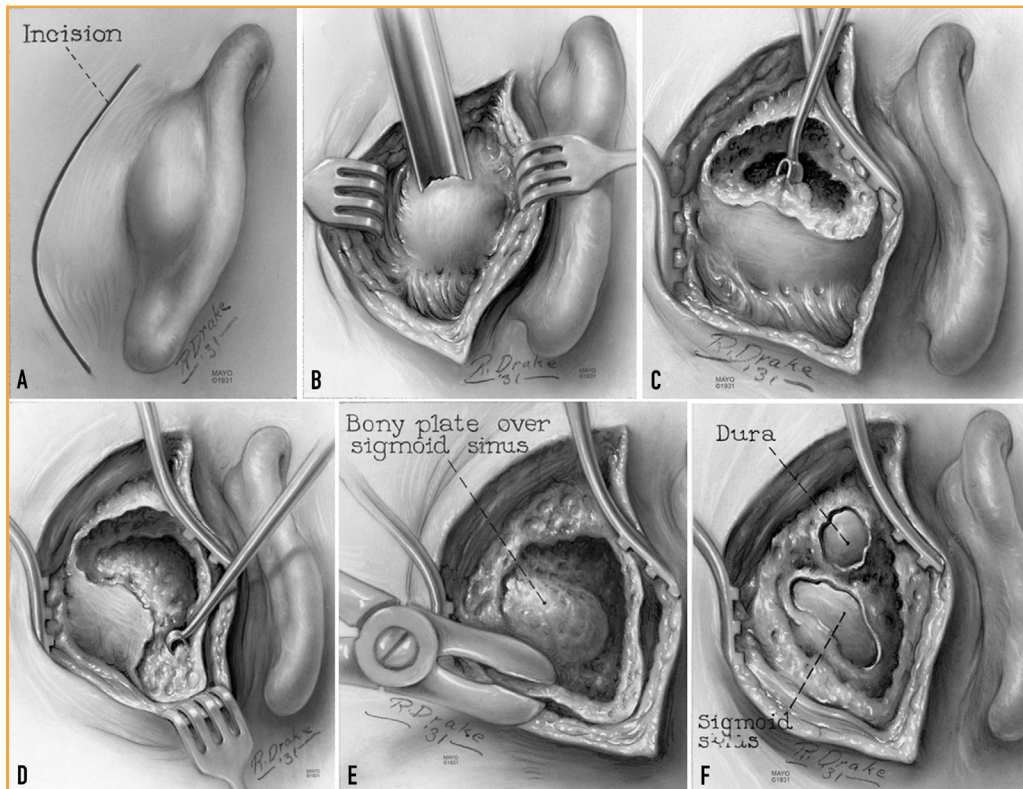 Incision
R. Drake
'31
MAYO
©1931
A
R. Drake
'31
MAYO
©1931
B
R. Drake
'31
MAYO
©1931
C
R. Drake
'31
MAYO
©1931
D
Bony plate over
sigmoid sinus
R. Drake
'31
MAYO
©1931
E
Dura
Sigmoid
sinus
R. Drake
'31
MAYO
©1931
F